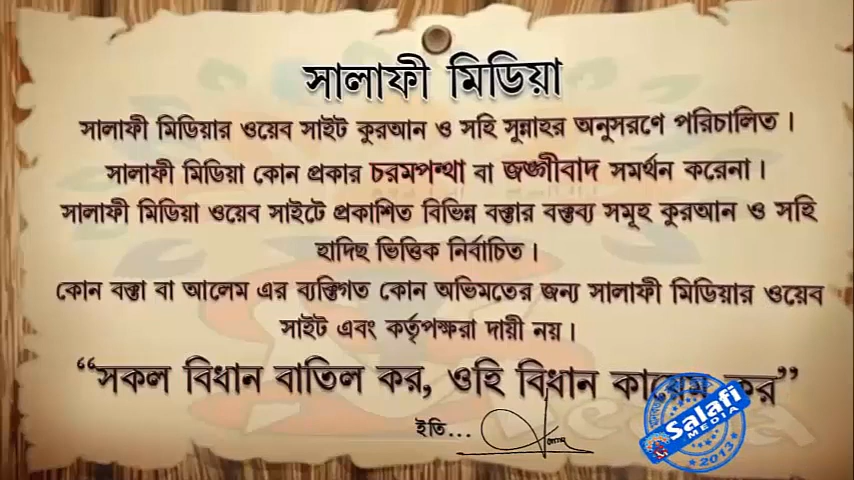 সালাফী মিডিয়া
সালাফী মিডিয়ার ওয়েব সাইট কুরআন ও সহি সুন্নাহর অনুসরণে পরিচালিত।
সালাফী মিডিয়া কোন প্রকার চরমপন্থা বা জঙ্গীবাদ সমর্থন করেনা।
সালাফী মিডিয়া ওয়েব সাইটে প্রকাশিত বিভিন্ন বক্তার বক্তব্য সমূহ কুরআন ও সহি
হাদিছ ভিত্তিক নির্বাচিত।
কোন বক্তা বা আলেম এর ব্যক্তিগত কোন অভিমতের জন্য সালাফী মিডিয়ার ওয়েব
সাইট এবং কর্তৃপক্ষরা দায়ী নয়।
“সকল বিধান বাতিল কর, ওহি বিধান কায়েম কর”
ইতি...
Salafi
MEDIA
2013